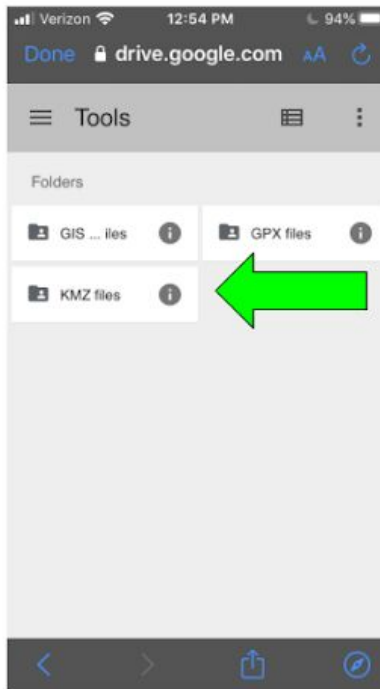 Verizon 12:54 PM 94%
Done drive.google.com AA
Tools
Folders
GIS ... iles GPX files
KMZ files